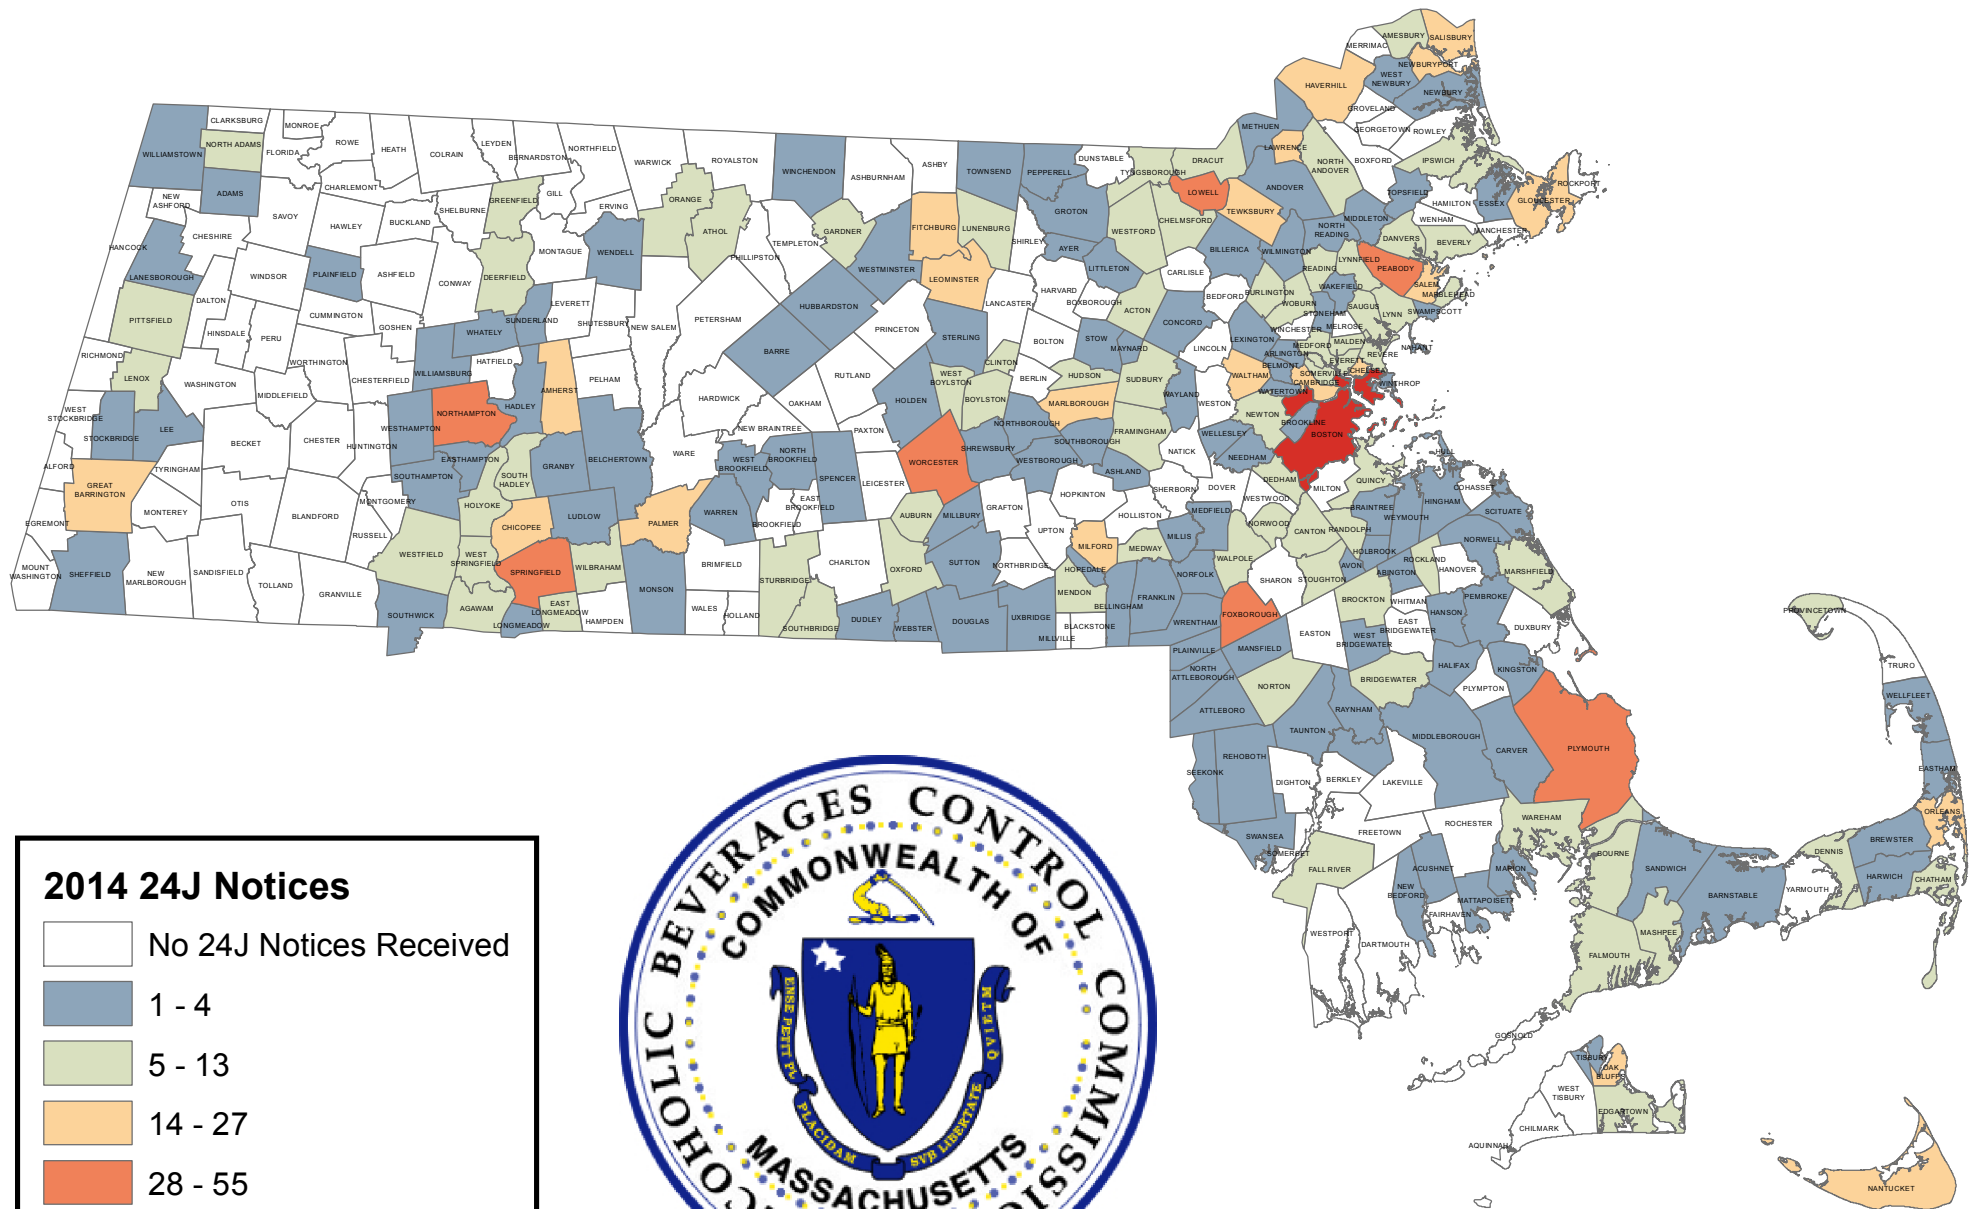 CLARKSBURG
MONROE
ROWE
HEATH
COLRAIN
LEYDEN
BERNARDSTON
NORTHFIELD
WARWICK
ROYALSTON
WINCHENDON
ASHBURNHAM
ASHBY
TOWNSEND
PEPPERELL
DUNSTABLE
TYNGSBOROUGH
DRACUT
METHUEN
LAWRENCE
HAVERHILL
MERRIMAC
AMESBURY
SALISBURY
NEWBURYPORT
WEST
NEWBURY
NEWBURY
GROVELAND
GEORGETOWN
ROWLEY
BOXFORD
IPSWICH
NORTH
ANDOVER
ANDOVER
TOPSFIELD
HAMILTON
ESSEX
GLOUCESTER
ROCKPORT
WENHAM
MANCHESTER
MIDDLETON
NORTH
READING
DANVERS
BEVERLY
WILLIAMSTOWN
NORTH ADAMS
FLORIDA
ADAMS
NEW
ASHFORD
SAVOY
CHARLEMONT
HAWLEY
BUCKLAND
SHELBURNE
GREENFIELD
GILL
ERVING
ORANGE
ATHOL
PHILLIPSTON
TEMPLETON
GARDNER
WESTMINSTER
FITCHBURG
LUNENBURG
LEOMINSTER
SHIRLEY
GROTON
AYER
LITTLETON
WESTFORD
CHELMSFORD
LOWELL
TEWKSBURY
BILLERICA
WILMINGTON
LYNNFIELD
PEABODY
SALEM
MARBLEHEAD
READING
WAKEFIELD
SAUGUS
LYNN
SWAMPSCOTT
NAHANT
BURLINGTON
WOBURN
STONEHAM
MELROSE
WINCHESTER
MEDFORD
MALDEN
REVERE
EVERETT
CHELSEA
WINTHROP
SOMERVILLE
CAMBRIDGE
LEXINGTON
ARLINGTON
BELMONT
WATERTOWN
WALTHAM
HANCOCK
CHESHIRE
LANESBOROUGH
DALTON
WINDSOR
PLAINFIELD
ASHFIELD
CONWAY
DEERFIELD
MONTAGUE
WENDELL
LEVERETT
SHUTESBURY
NEW SALEM
PETERSHAM
HUBBARDSTON
BARRE
PRINCETON
STERLING
LANCASTER
HARVARD
BOXBOROUGH
BOLTON
STOW
MAYNARD
ACTON
CARLISLE
BEDFORD
CONCORD
LINCOLN
PITTSFIELD
HINSDALE
PERU
CUMMINGTON
GOSHEN
WORTHINGTON
CHESTERFIELD
WILLIAMSBURG
WHATELY
SUNDERLAND
HATFIELD
AMHERST
PELHAM
RICHMOND
LENOX
WASHINGTON
MIDDLEFIELD
WEST
STOCKBRIDGE
STOCKBRIDGE
LEE
BECKET
CHESTER
HUNTINGTON
WESTHAMPTON
NORTHAMPTON
HADLEY
EASTHAMPTON
SOUTHAMPTON
SOUTH
HADLEY
GRANBY
BELCHERTOWN
WARE
HARDWICK
OAKHAM
NEW BRAINTREE
RUTLAND
PAXTON
HOLDEN
WEST
BOYLSTON
CLINTON
BOYLSTON
BERLIN
HUDSON
MARLBOROUGH
SUDBURY
WAYLAND
WESTON
NEWTON
BROOKLINE
BOSTON
WELLESLEY
NEEDHAM
NATICK
FRAMINGHAM
NORTHBOROUGH
SOUTHBOROUGH
SHREWSBURY
WESTBOROUGH
ASHLAND
WORCESTER
LEICESTER
SPENCER
NORTH
BROOKFIELD
WEST
BROOKFIELD
EAST
BROOKFIELD
BROOKFIELD
WARREN
PALMER
LUDLOW
CHICOPEE
HOLYOKE
WESTFIELD
WEST
SPRINGFIELD
SPRINGFIELD
WILBRAHAM
MONTGOMERY
RUSSELL
BLANDFORD
OTIS
TYRINGHAM
MONTEREY
GREAT
BARRINGTON
ALFORD
EGREMONT
MOUNT
WASHINGTON
SHEFFIELD
NEW
MARLBOROUGH
SANDISFIELD
TOLLAND
GRANVILLE
SOUTHWICK
AGAWAM
LONGMEADOW
EAST
LONGMEADOW
HAMPDEN
MONSON
BRIMFIELD
WALES
HOLLAND
STURBRIDGE
SOUTHBRIDGE
CHARLTON
OXFORD
AUBURN
MILLBURY
SUTTON
DUDLEY
WEBSTER
DOUGLAS
UXBRIDGE
NORTHBRIDGE
GRAFTON
UPTON
HOPKINTON
MILFORD
HOPEDALE
MENDON
BLACKSTONE
MILLVILLE
BELLINGHAM
FRANKLIN
MEDWAY
HOLLISTON
SHERBORN
DOVER
MILLIS
MEDFIELD
NORFOLK
WRENTHAM
WALPOLE
NORWOOD
WESTWOOD
DEDHAM
MILTON
QUINCY
CANTON
RANDOLPH
BRAINTREE
WEYMOUTH
HINGHAM
HULL
COHASSET
SCITUATE
NORWELL
HOLBROOK
AVON
ABINGTON
ROCKLAND
HANOVER
MARSHFIELD
STOUGHTON
SHARON
FOXBOROUGH
BROCKTON
WHITMAN
HANSON
PEMBROKE
DUXBURY
EASTON
WEST
BRIDGEWATER
EAST
BRIDGEWATER
PLAINVILLE
MANSFIELD
NORTH
ATTLEBOROUGH
ATTLEBORO
NORTON
BRIDGEWATER
HALIFAX
KINGSTON
PLYMPTON
RAYNHAM
TAUNTON
MIDDLEBOROUGH
CARVER
PLYMOUTH
SEEKONK
REHOBOTH
DIGHTON
BERKLEY
LAKEVILLE
SWANSEA
SOMERSET
FREETOWN
ROCHESTER
WAREHAM
FALL RIVER
ACUSHNET
MARION
NEW
BEDFORD
MATTAPOISETT
FAIRHAVEN
WESTPORT
DARTMOUTH
BOURNE
SANDWICH
BARNSTABLE
MASHPEE
FALMOUTH
YARMOUTH
DENNIS
BREWSTER
HARWICH
CHATHAM
ORLEANS
EASTHAM
WELLFLEET
TRURO
PROVINCETOWN
GOSNOLD
TISBURY
OAK
BLUFFS
WEST
TISBURY
EDGARTOWN
CHILMARK
AQUINNAH
NANTUCKET
2014 24J Notices
No 24J Notices Received
1 - 4
5 - 13
14 - 27
28 - 55
COHOLIC BEVERAGES CONTROL COMMISSI
COMMONWEALTH OF
MASSACHUSETTS
ENSE PETIT PL
PLACIDAM
SVB LIBERTATE
QVIETM